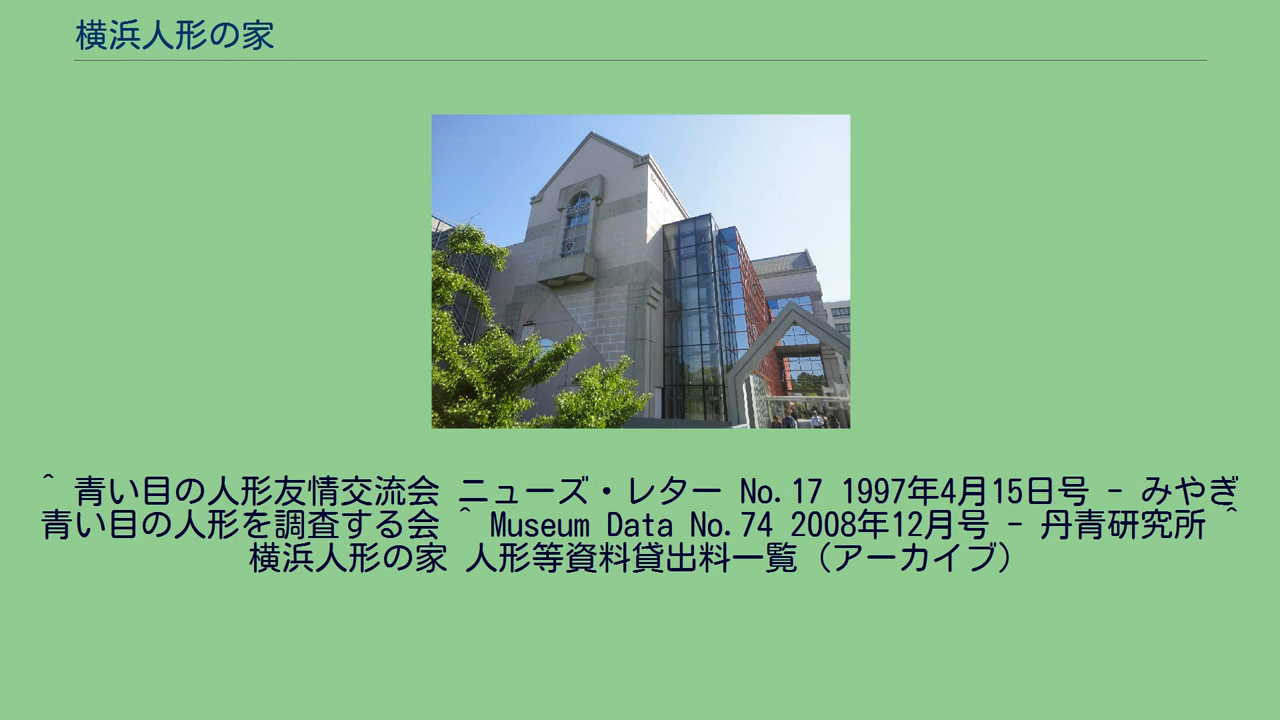 横浜人形の家
^ 青い目の人形友情交流会 ニューズ・レター No.17 1997年4月15日号 - みやぎ
青い目の人形を調査する会 ^ Museum Data No.74 2008年12月号 - 丹青研究所 ^
横浜人形の家 人形等資料貸出料一覧（アーカイブ）